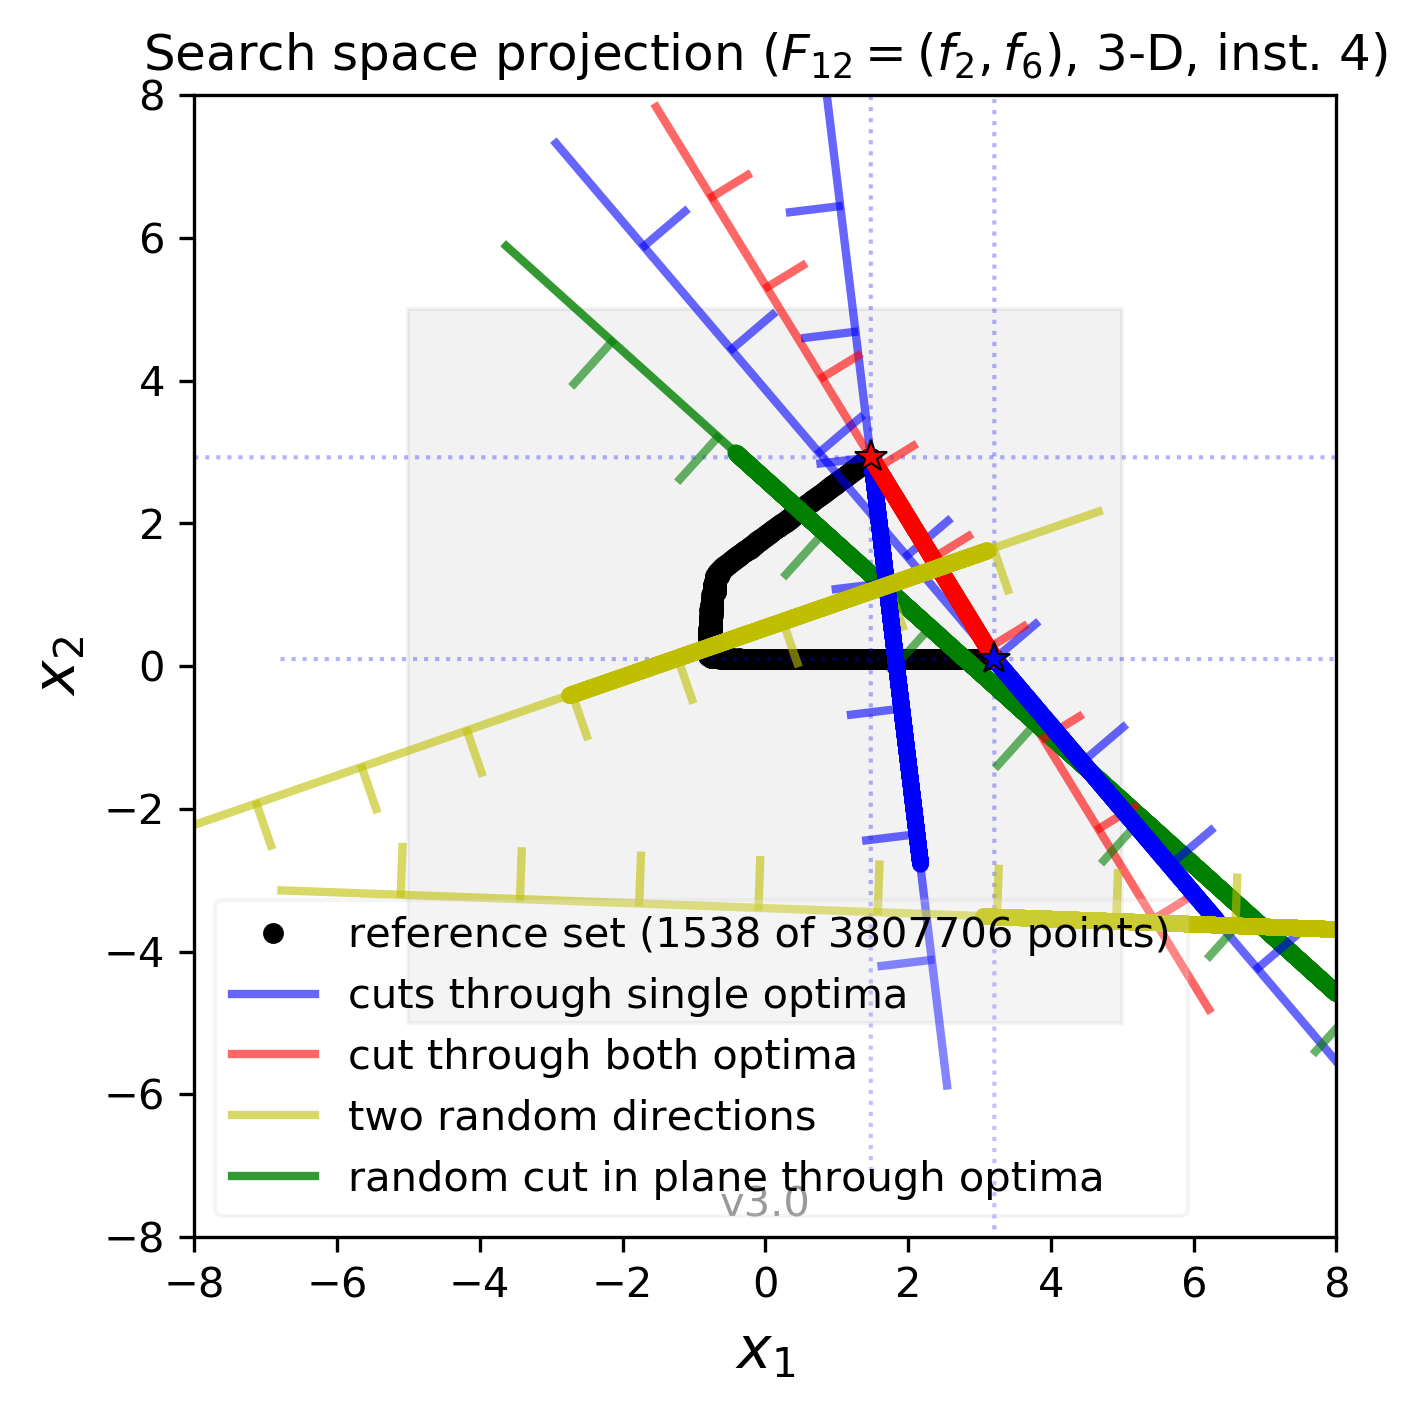 Search space projection (F₁₂ = (f₂, f₆), 3-D, inst. 4)
8
6
4
2
0
−2
−4
−6
−8
x₂
reference set (1538 of 3807706 points)
cuts through single optima
cut through both optima
two random directions
random cut in plane through optima
v3.0
−8 −6 −4 −2 0 2 4 6 8
x₁